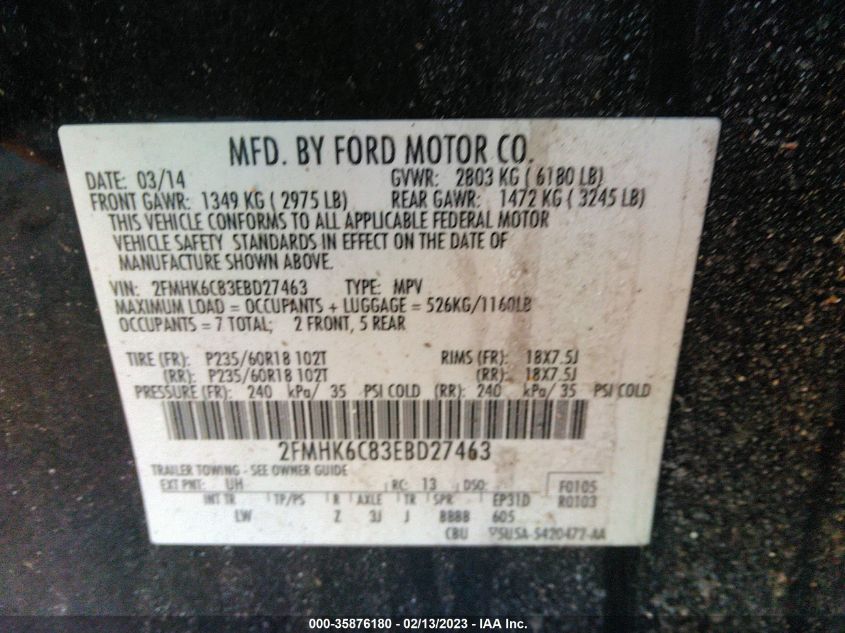 MFD. BY FORD MOTOR CO.
DATE: 03/14 GVWR: 2803 KG ( 6180 LB)
FRONT GAWR: 1349 KG ( 2975 LB) REAR GAWR: 1472 KG ( 3245 LB)
THIS VEHICLE CONFORMS TO ALL APPLICABLE FEDERAL MOTOR
VEHICLE SAFETY STANDARDS IN EFFECT ON THE DATE OF
MANUFACTURE SHOWN ABOVE.
VIN: 2FMHK6C83EBD27463 TYPE: MPV
MAXIMUM LOAD = OCCUPANTS + LUGGAGE = 526KG/1160LB
OCCUPANTS = 7 TOTAL; 2 FRONT, 5 REAR
TIRE (FR): P235/60R18 102T RIMS (FR): 18X7.5J
(RR): P235/60R18 102T (RR): 18X7.5J
PRESSURE (FR): 240 kPa/ 35 PSI COLD (RR): 240 kPa/ 35 PSI COLD
2FMHK6C83EBD27463
TRAILER TOWING - SEE OWNER GUIDE
EXT PNT: UH RC: 13 DSO: F0105
INT TR TP/PS R AXLE TR SPR EP31D R0103
LW Z 3J J BBBB 605
CBU 5420472-AA
000-35876180 - 02/13/2023 - IAA Inc.